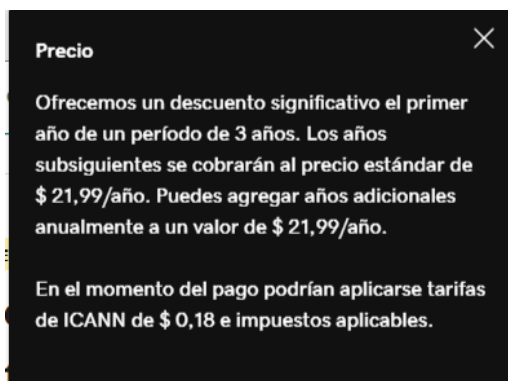 Precio
Ofrecemos un descuento significativo el primer
año de un período de 3 años. Los años
subsiguientes se cobrarán al precio estándar de
$ 21,99/año. Puedes agregar años adicionales
anualmente a un valor de $ 21,99/año.
En el momento del pago podrían aplicarse tarifas
de ICANN de $ 0,18 e impuestos aplicables.